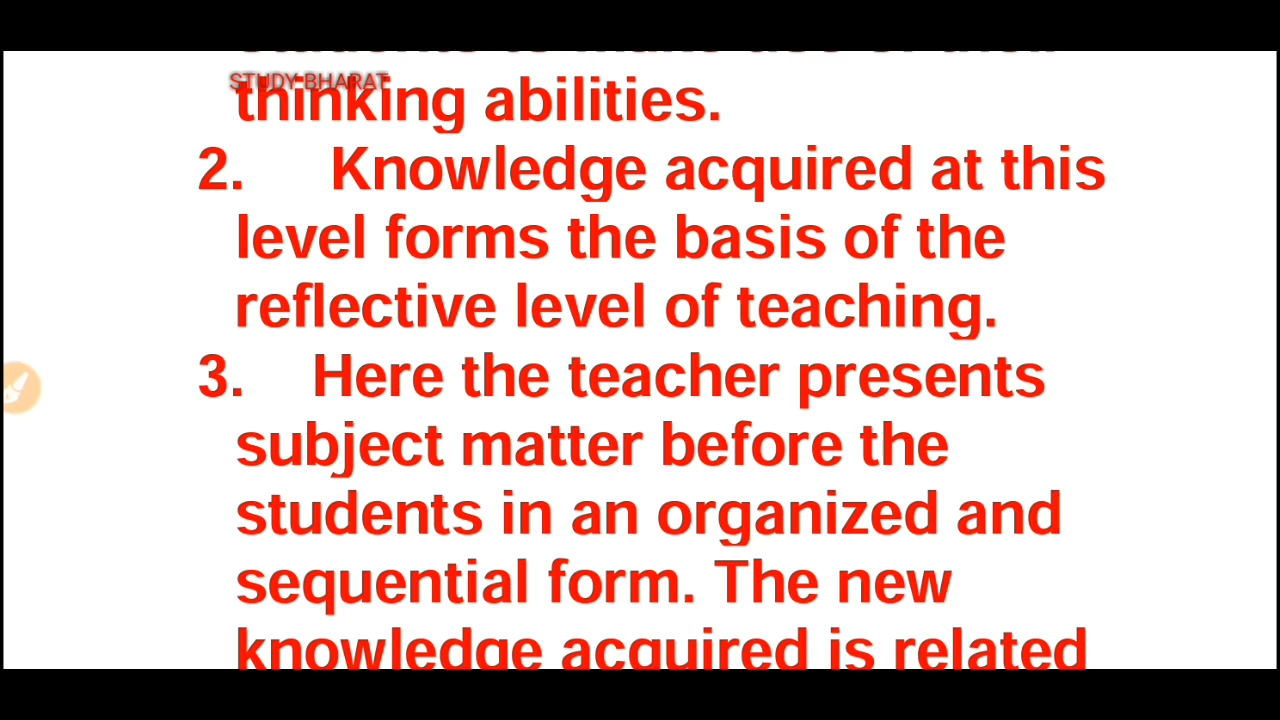 STUDY BHARAT
thinking abilities.
2. Knowledge acquired at this
level forms the basis of the
reflective level of teaching.
3. Here the teacher presents
subject matter before the
students in an organized and
sequential form. The new
knowledge acquired is related